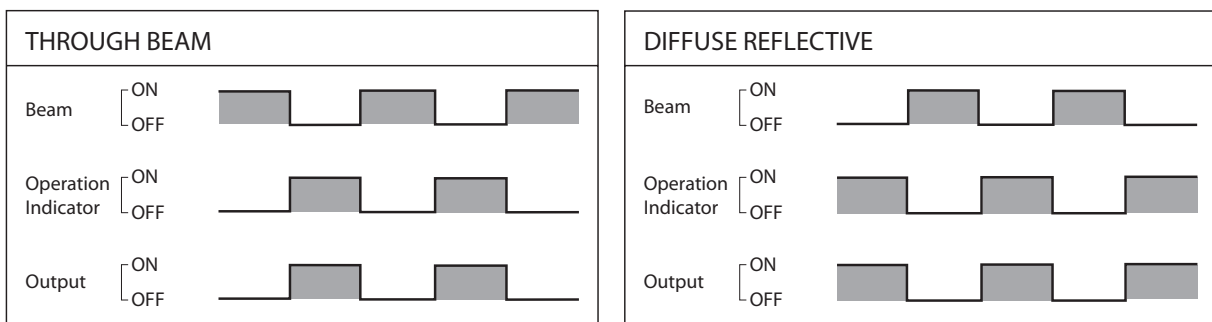 THROUGH BEAM
Beam
ON
OFF
Operation
Indicator
ON
OFF
Output
ON
OFF
DIFFUSE REFLECTIVE
Beam
ON
OFF
Operation
Indicator
ON
OFF
Output
ON
OFF